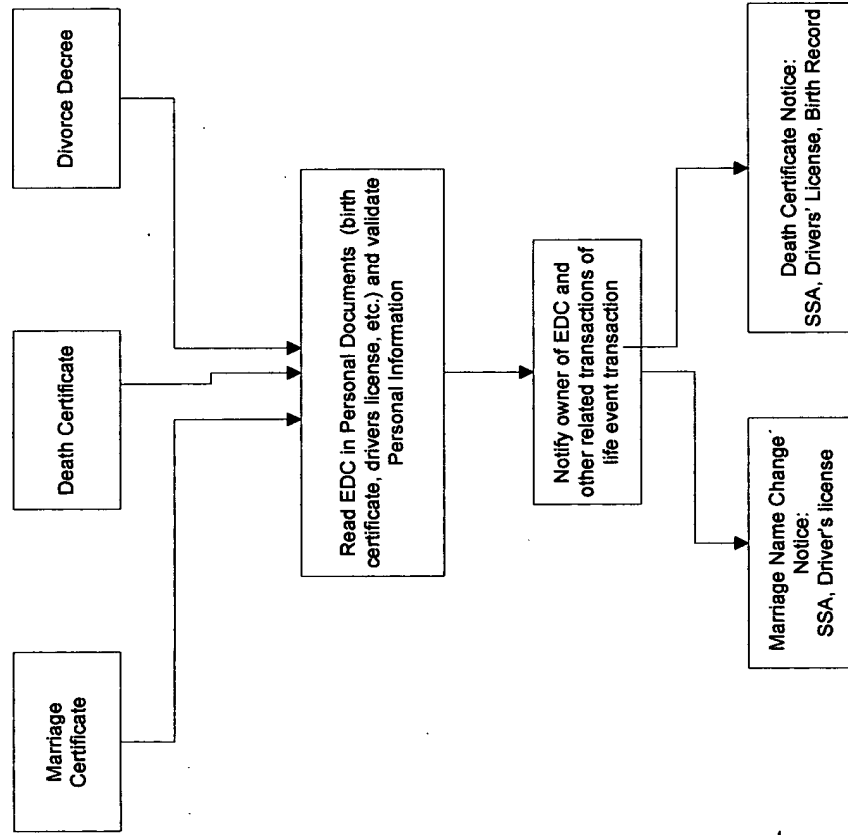 Marriage
Certificate
Death Certificate
Divorce Decree
Read EDC in Personal Documents (birth
certificate, drivers license, etc.) and validate
Personal Information
Notify owner of EDC and
other related transactions of
life event transaction
Marriage Name Change
Notice:
SSA, Driver's license
Death Certificate Notice:
SSA, Drivers' License, Birth Record